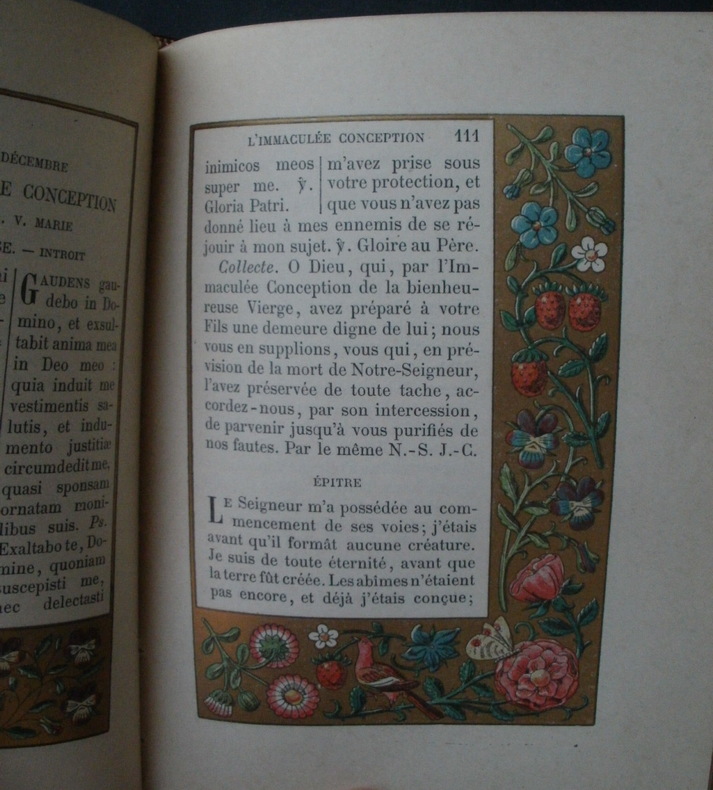 DÉCEMBRE
E CONCEPTION
. V. MARIE
SE. — INTROIT
GAUDENS gau-
debo in Do-
mino, et exsul-
tabit anima mea
in Deo meo :
quia induit me
vestimentis sa-
lutis, et indu-
mento justitiæ
circumdedit me,
quasi sponsam
ornatam moni-
libus suis. Ps.
Exaltabo te, Do-
mine, quoniam
suscepisti me,
nec delectasti
L'IMMACULÉE CONCEPTION 111
inimicos meos
super me. ℣.
Gloria Patri.
m'avez prise sous
votre protection, et
que vous n'avez pas
donné lieu à mes ennemis de se ré-
jouir à mon sujet. ℣. Gloire au Père.
Collecte. O Dieu, qui, par l'Im-
maculée Conception de la bienheu-
reuse Vierge, avez préparé à votre
Fils une demeure digne de lui ; nous
vous en supplions, vous qui, en pré-
vision de la mort de Notre-Seigneur,
l'avez préservée de toute tache, ac-
cordez-nous, par son intercession,
de parvenir jusqu'à vous purifiés de
nos fautes. Par le même N.-S. J.-C.
ÉPITRE
LE Seigneur m'a possédée au com-
mencement de ses voies ; j'étais
avant qu'il formât aucune créature.
Je suis de toute éternité, avant que
la terre fût créée. Les abîmes n'étaient
pas encore, et déjà j'étais conçue ;